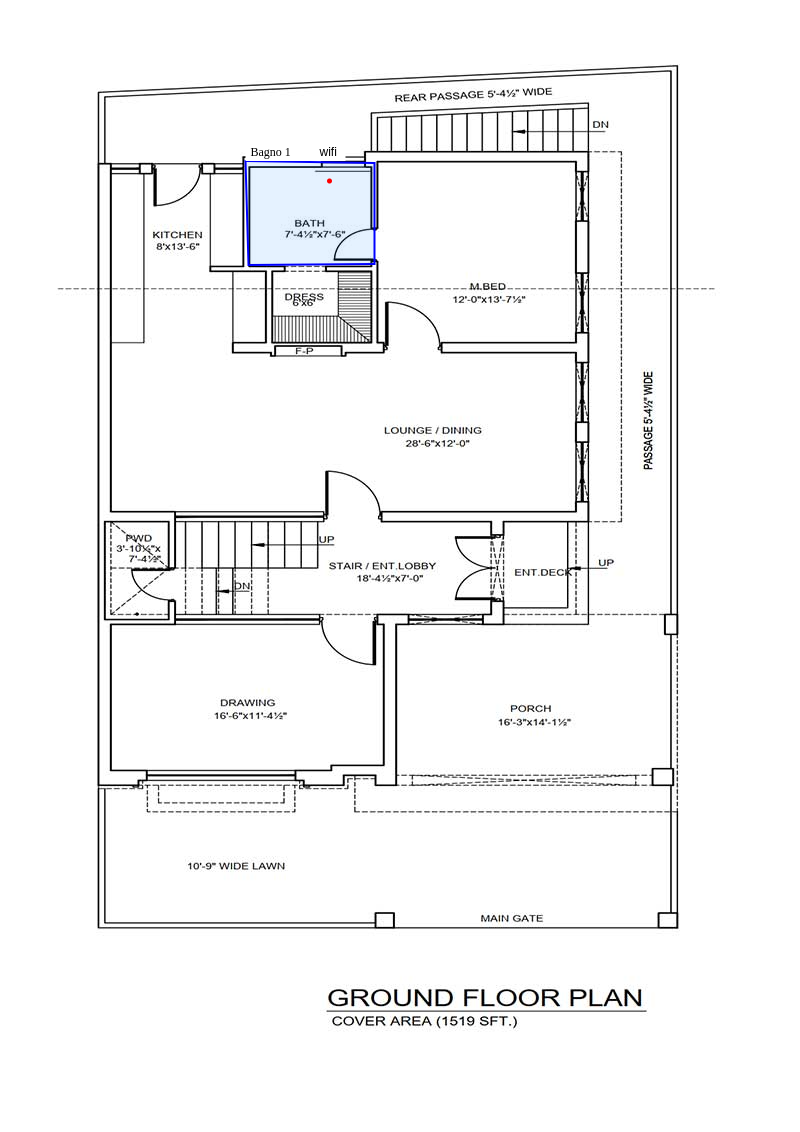 REAR PASSAGE 5'-4½" WIDE
DN
Bagno 1
wifi
BATH
7'-4½"x7'-6"
KITCHEN
8'x13'-6"
M.BED
12'-0"x13'-7½"
DRESS
6'x6'
F-P
PASSAGE 5'-4½" WIDE
LOUNGE / DINING
28'-6"x12'-0"
PWD
3'-10½"x
7'-4½"
UP
STAIR / ENT.LOBBY
18'-4½"x7'-0"
DN
ENT.DECK
UP
DRAWING
16'-6"x11'-4½"
PORCH
16'-3"x14'-1½"
10'-9" WIDE LAWN
MAIN GATE
GROUND FLOOR PLAN
COVER AREA (1519 SFT.)